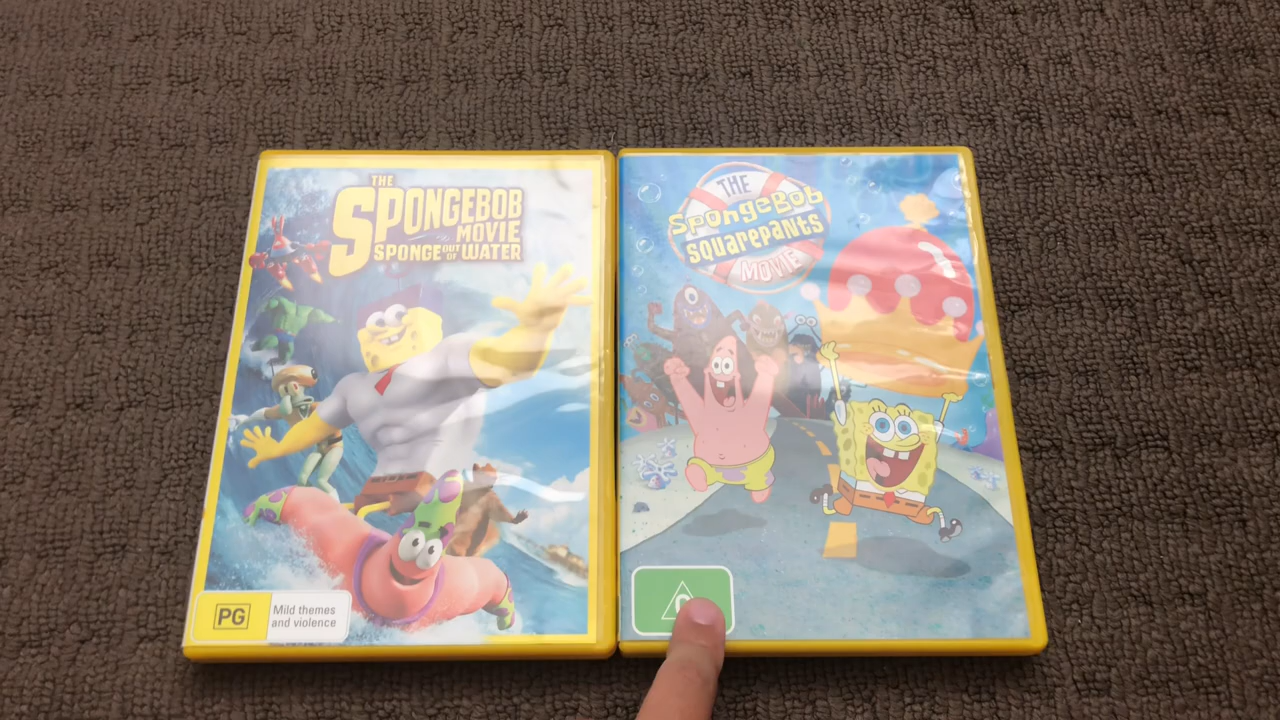 THE
SPONGEBOB
MOVIE
SPONGE OUT OF WATER
PG
Mild themes
and violence
THE
SpongeBob
SQUAREPANTS
MOVIE
G